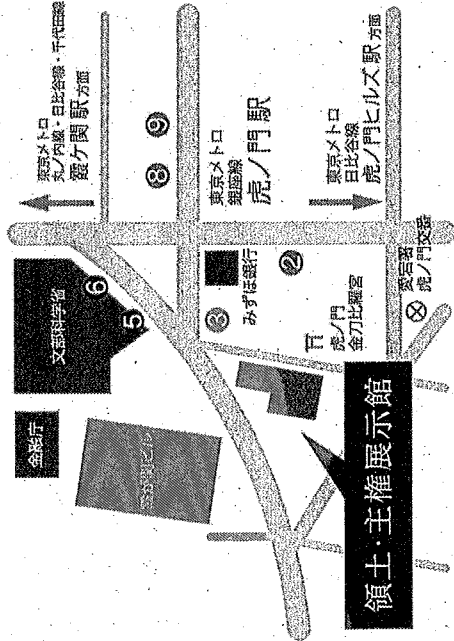 東京メトロ
丸ノ内線・日比谷線・千代田線
霞ケ関駅方面
金融庁
文部科学省
6
5
8
9
霞が関ビル
東京メトロ
銀座線
虎ノ門駅
3
みずほ銀行
2
虎ノ門
金刀比羅宮
東京メトロ
日比谷線
虎ノ門ヒルズ駅方面
愛宕署
虎ノ門交番
領土・主権展示館